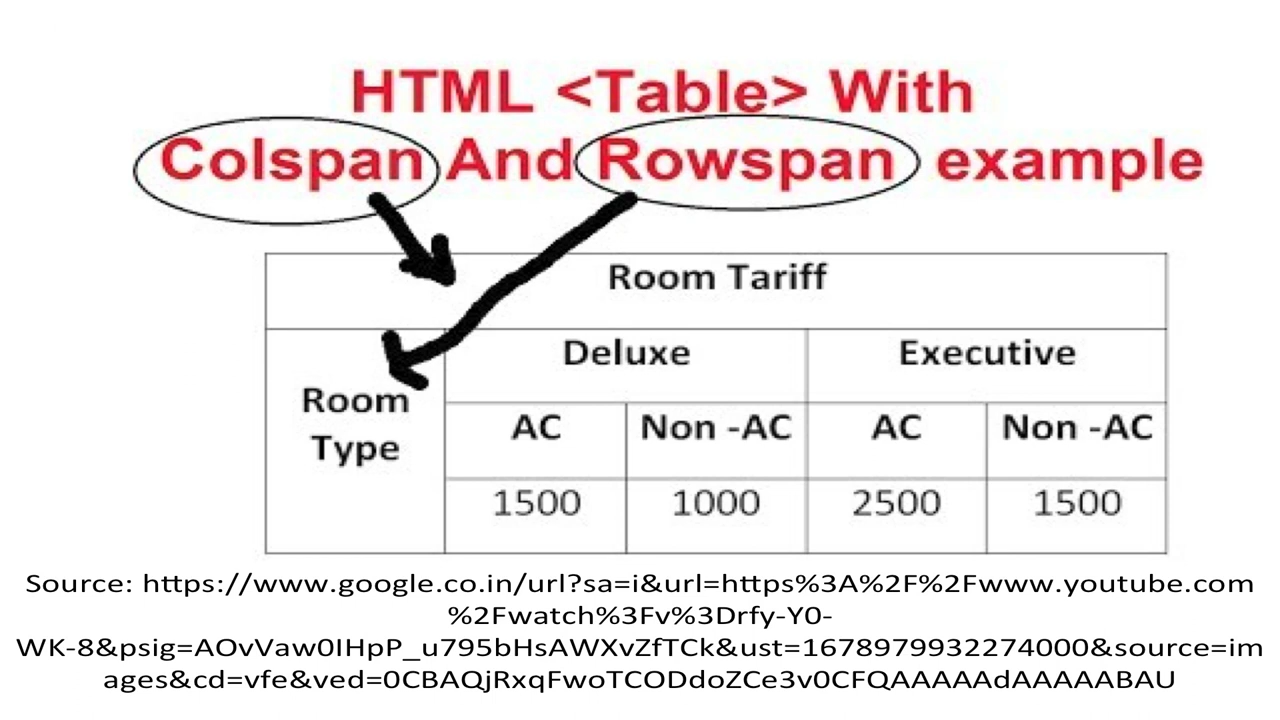 HTML <Table> With
Colspan And Rowspan example
Room Tariff
Deluxe Executive
Room
Type
AC Non -AC AC Non -AC
1500 1000 2500 1500
Source: https://www.google.co.in/url?sa=i&url=https%3A%2F%2Fwww.youtube.com
%2Fwatch%3Fv%3Drfy-Y0-
WK-8&psig=AOvVaw0IHpP_u795bHsAWXvZfTCk&ust=1678979932274000&source=im
ages&cd=vfe&ved=0CBAQjRxqFwoTCODdoZCe3v0CFQAAAAAdAAAAABAU